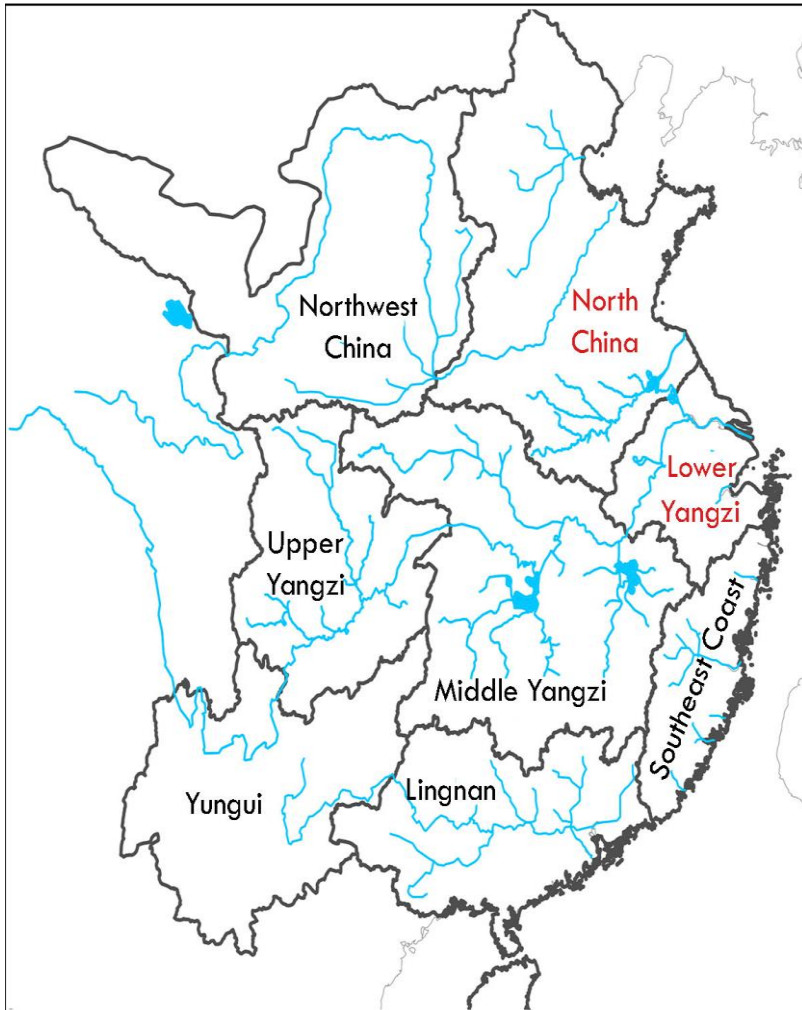 Northwest
China
North
China
Lower
Yangzi
Upper
Yangzi
Southeast Coast
Middle Yangzi
Yungui
Lingnan